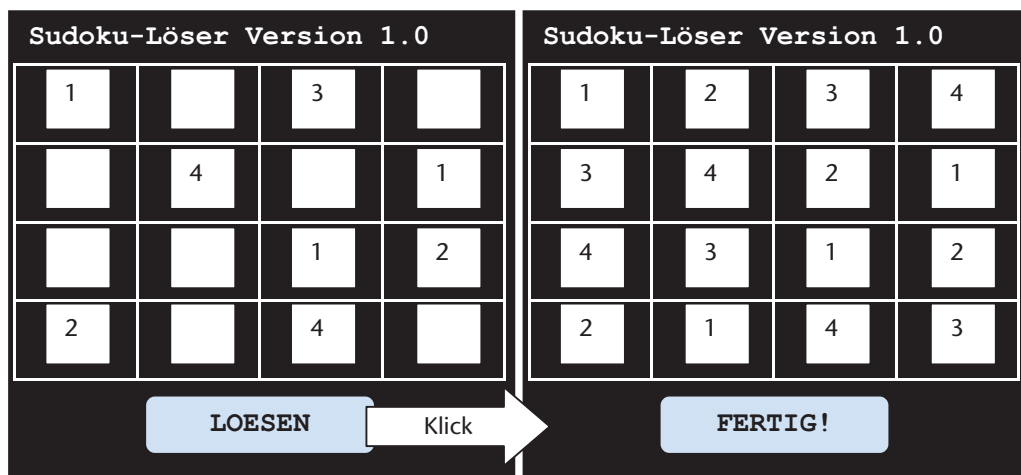 Sudoku-Löser Version 1.0
1 3
4 1
1 2
2 4
LOESEN
Klick
Sudoku-Löser Version 1.0
1 2 3 4
3 4 2 1
4 3 1 2
2 1 4 3
FERTIG!